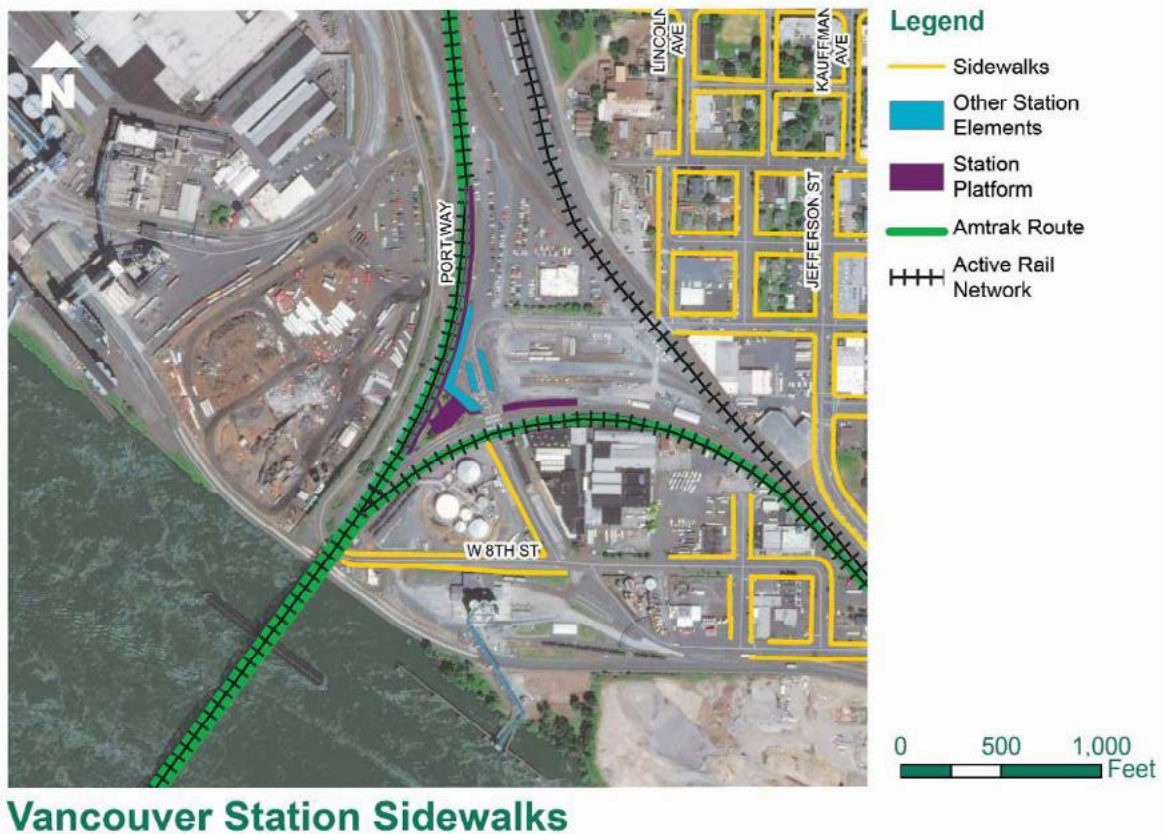 N
LINCOLN
AVE
KAUFFMAN
AVE
PORT WAY
JEFFERSON ST
W 8TH ST
Legend
Sidewalks
Other Station
Elements
Station
Platform
Amtrak Route
Active Rail
Network
0 500 1,000
Feet
Vancouver Station Sidewalks